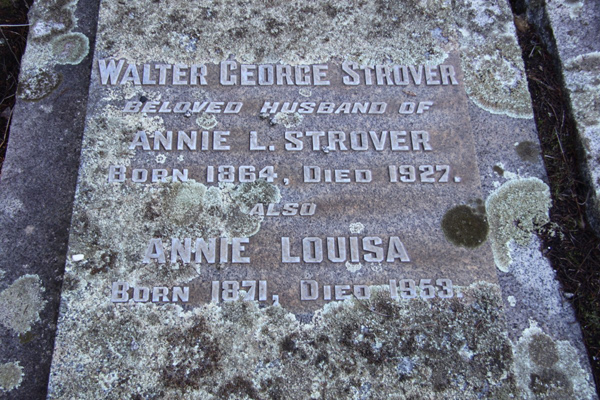 WALTER GEORGE STROVER
BELOVED HUSBAND OF
ANNIE L. STROVER
BORN 1864, DIED 1927.
ALSO
ANNIE LOUISA
BORN 1871, DIED 1953.